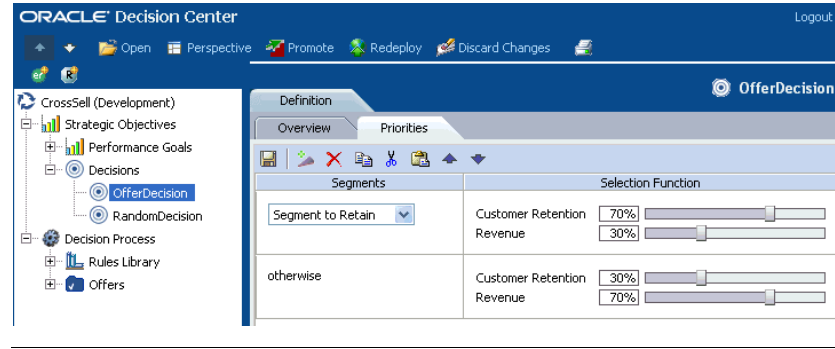 ORACLE Decision Center
Logout
Open Perspective Promote Redeploy Discard Changes
OfferDecision
CrossSell (Development)
Strategic Objectives
Performance Goals
Decisions
OfferDecision
RandomDecision
Decision Process
Rules Library
Offers
Definition
Overview Priorities
Segments Selection Function
Segment to Retain
Customer Retention 70%
Revenue 30%
otherwise
Customer Retention 30%
Revenue 70%